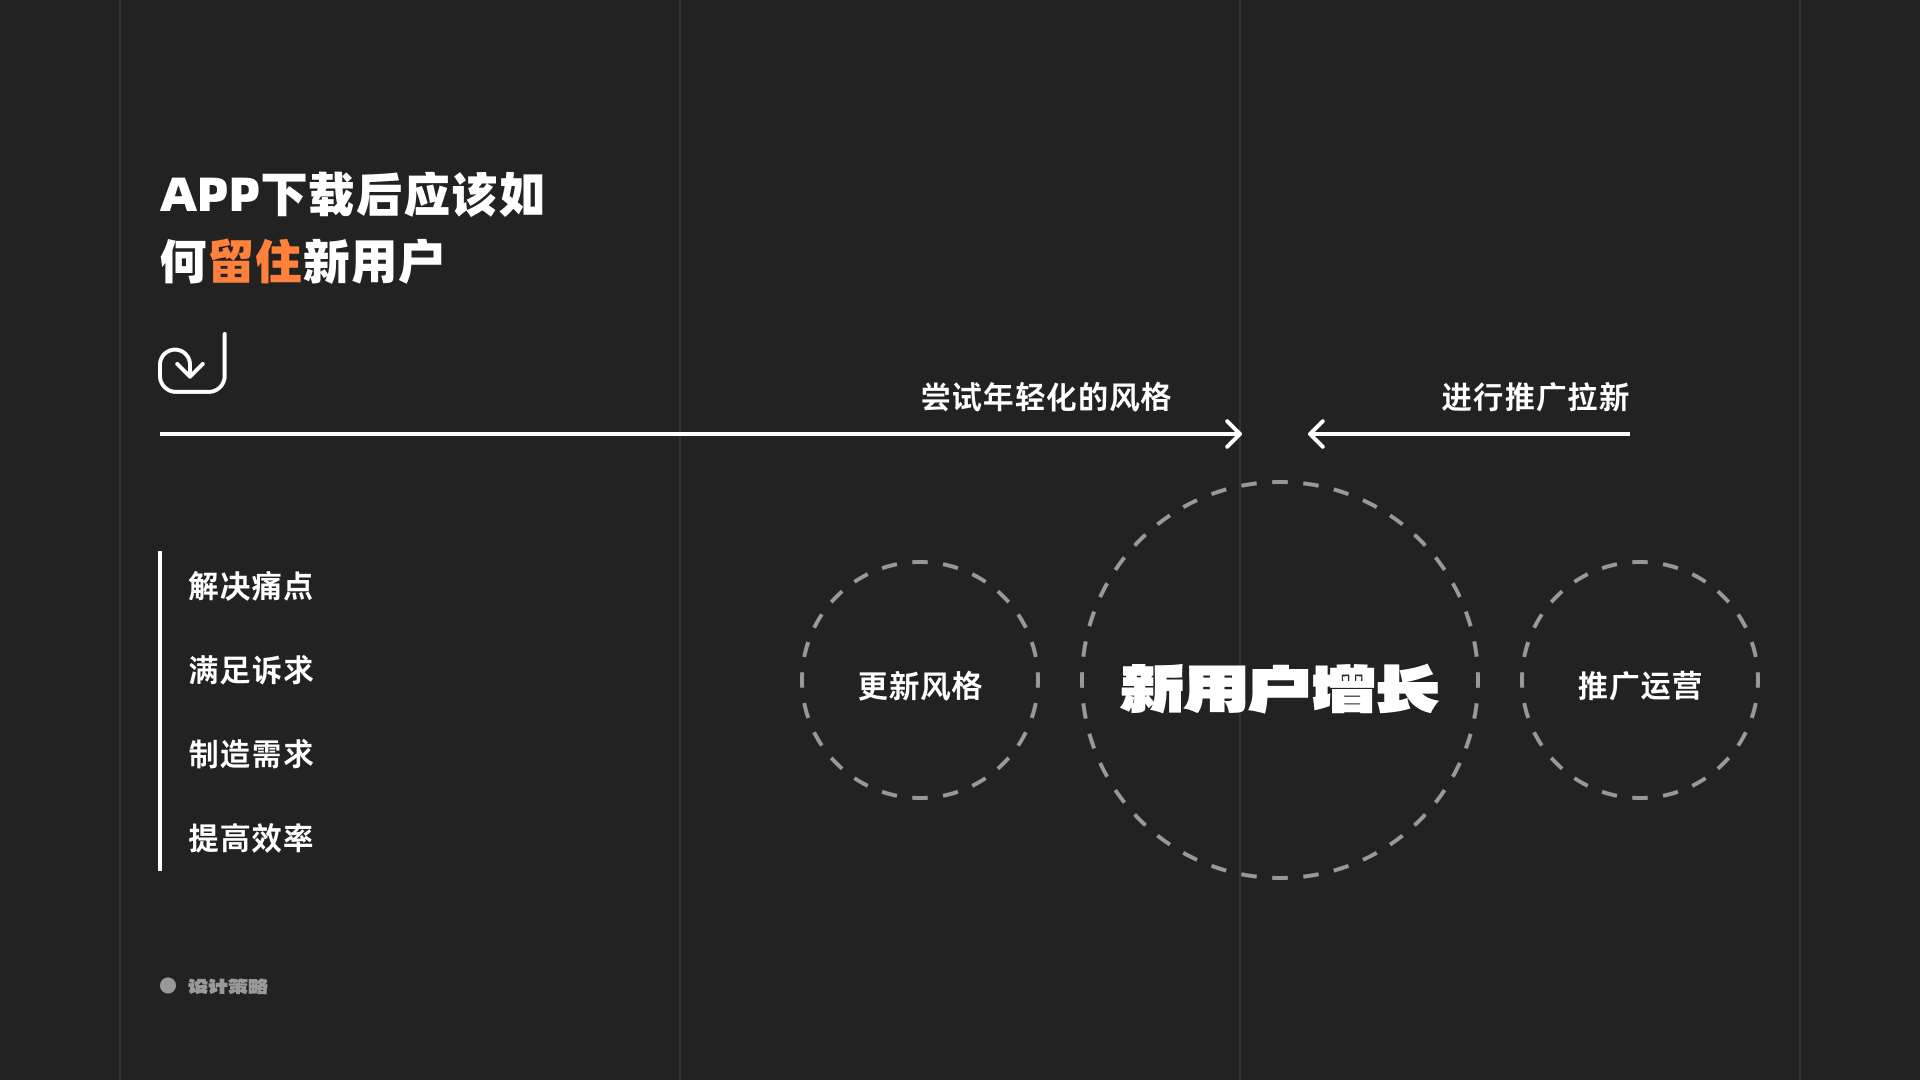 APP下载后应该如
何留住新用户
尝试年轻化的风格
进行推广拉新
解决痛点
满足诉求
制造需求
提高效率
更新风格
新用户增长
推广运营
设计策略